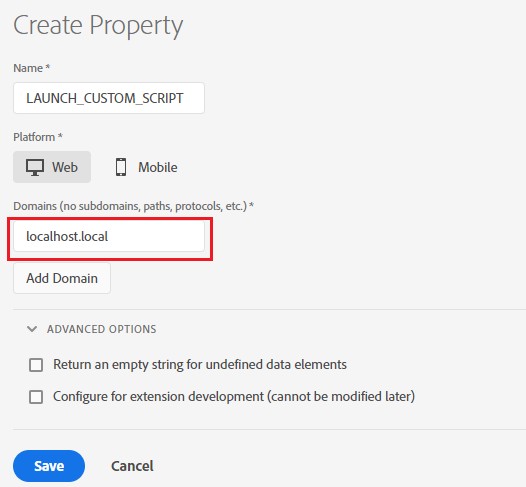 Create Property
Name *
LAUNCH_CUSTOM_SCRIPT
Platform *
Web Mobile
Domains (no subdomains, paths, protocols, etc.) *
localhost.local
Add Domain
ADVANCED OPTIONS
Return an empty string for undefined data elements
Configure for extension development (cannot be modified later)
Save Cancel